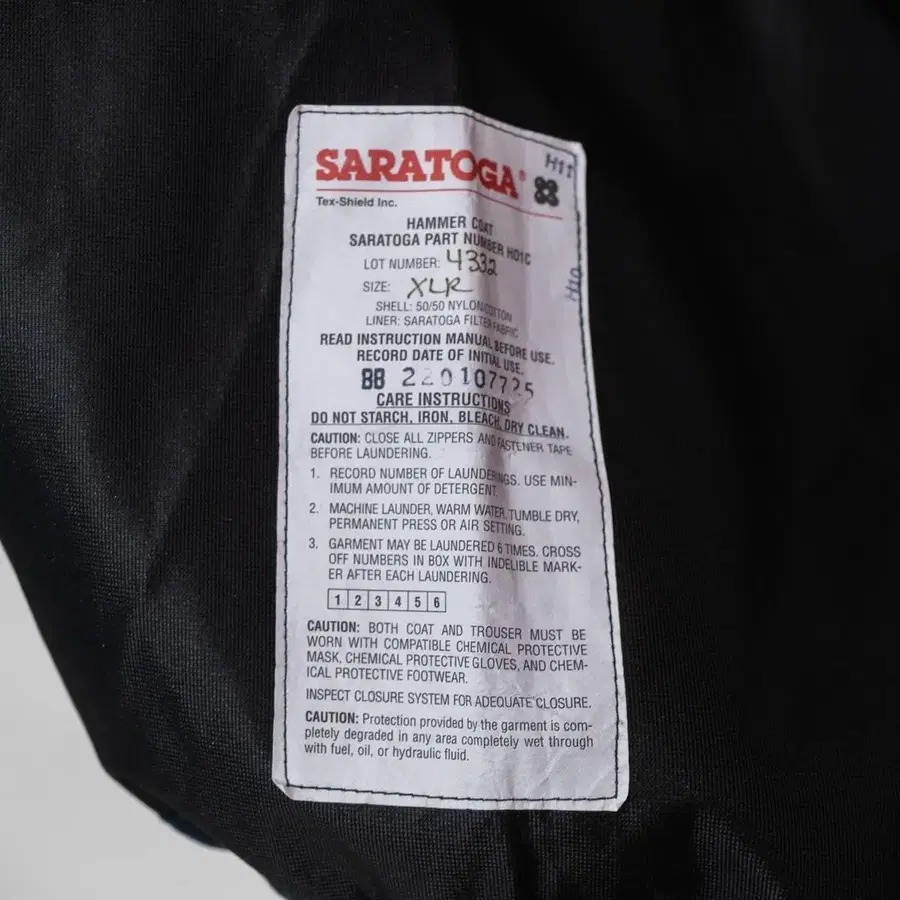 SARATOGA®
H11
Tex-Shield Inc.
HAMMER COAT
SARATOGA PART NUMBER H01C
LOT NUMBER: 4332
H10
SIZE: XLR
SHELL: 50/50 NYLON/COTTON
LINER: SARATOGA FILTER FABRIC
READ INSTRUCTION MANUAL BEFORE USE.
RECORD DATE OF INITIAL USE.
BB 220107725
CARE INSTRUCTIONS
DO NOT STARCH, IRON, BLEACH, DRY CLEAN.
CAUTION: CLOSE ALL ZIPPERS AND FASTENER TAPE
BEFORE LAUNDERING.
1. RECORD NUMBER OF LAUNDERINGS. USE MIN-
IMUM AMOUNT OF DETERGENT.
2. MACHINE LAUNDER, WARM WATER, TUMBLE DRY,
PERMANENT PRESS OR AIR SETTING.
3. GARMENT MAY BE LAUNDERED 6 TIMES. CROSS
OFF NUMBERS IN BOX WITH INDELIBLE MARK-
ER AFTER EACH LAUNDERING.
1 2 3 4 5 6
CAUTION: BOTH COAT AND TROUSER MUST BE
WORN WITH COMPATIBLE CHEMICAL PROTECTIVE
MASK, CHEMICAL PROTECTIVE GLOVES, AND CHEM-
ICAL PROTECTIVE FOOTWEAR.
INSPECT CLOSURE SYSTEM FOR ADEQUATE CLOSURE.
CAUTION: Protection provided by the garment is com-
pletely degraded in any area completely wet through
with fuel, oil, or hydraulic fluid.